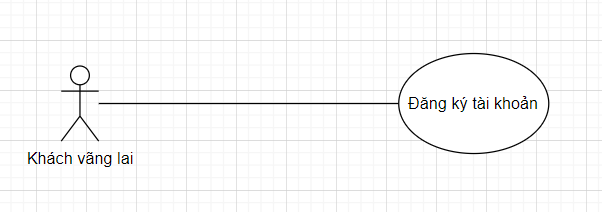 Đăng ký tài khoản
Khách vãng lai